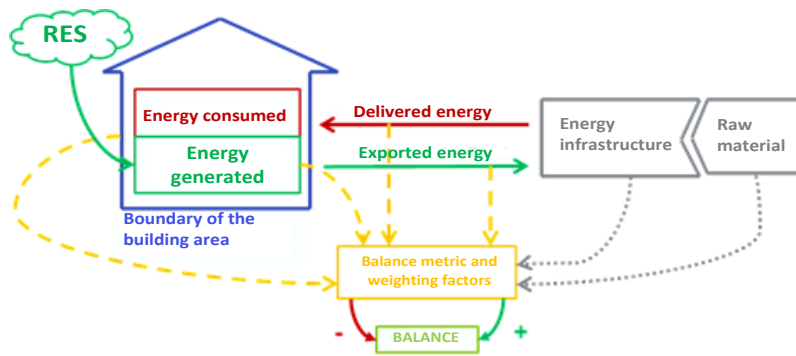 RES
Energy consumed
Energy
generated
Delivered energy
Exported energy
Energy
infrastructure
Raw
material
Boundary of the
building area
Balance metric and
weighting factors
-
BALANCE
+